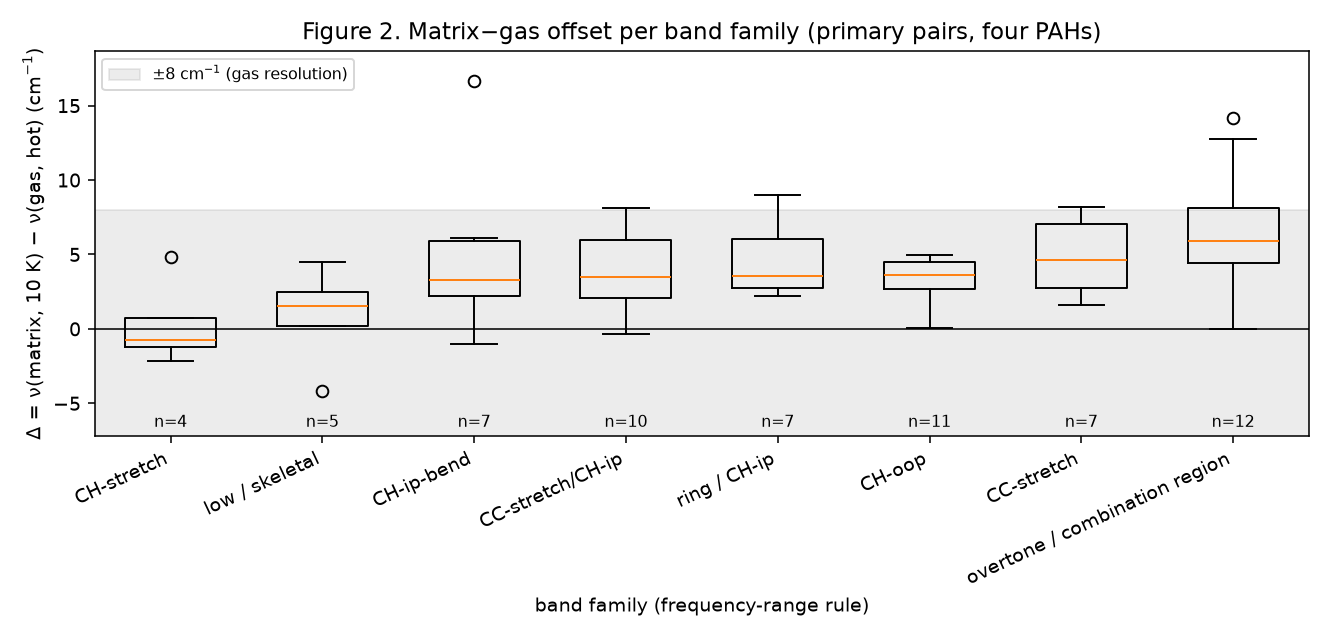 Figure 2. Matrix−gas offset per band family (primary pairs, four PAHs)
±8 cm⁻¹ (gas resolution)
Δ = ν(matrix, 10 K) − ν(gas, hot) (cm⁻¹)
15
10
5
0
−5
n=4
n=5
n=7
n=10
n=7
n=11
n=7
n=12
CH-stretch
low / skeletal
CH-ip-bend
CC-stretch/CH-ip
ring / CH-ip
CH-oop
CC-stretch
overtone / combination region
band family (frequency-range rule)